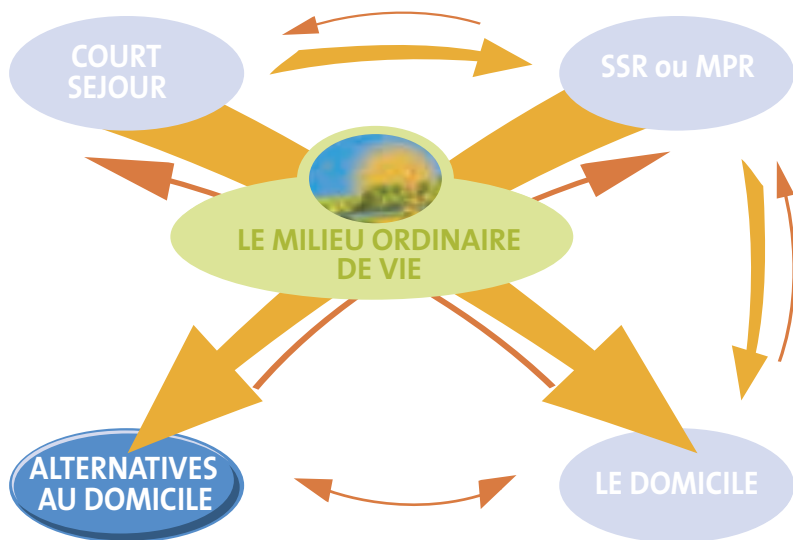 COURT
SEJOUR
SSR ou MPR
LE MILIEU ORDINAIRE
DE VIE
ALTERNATIVES
AU DOMICILE
LE DOMICILE